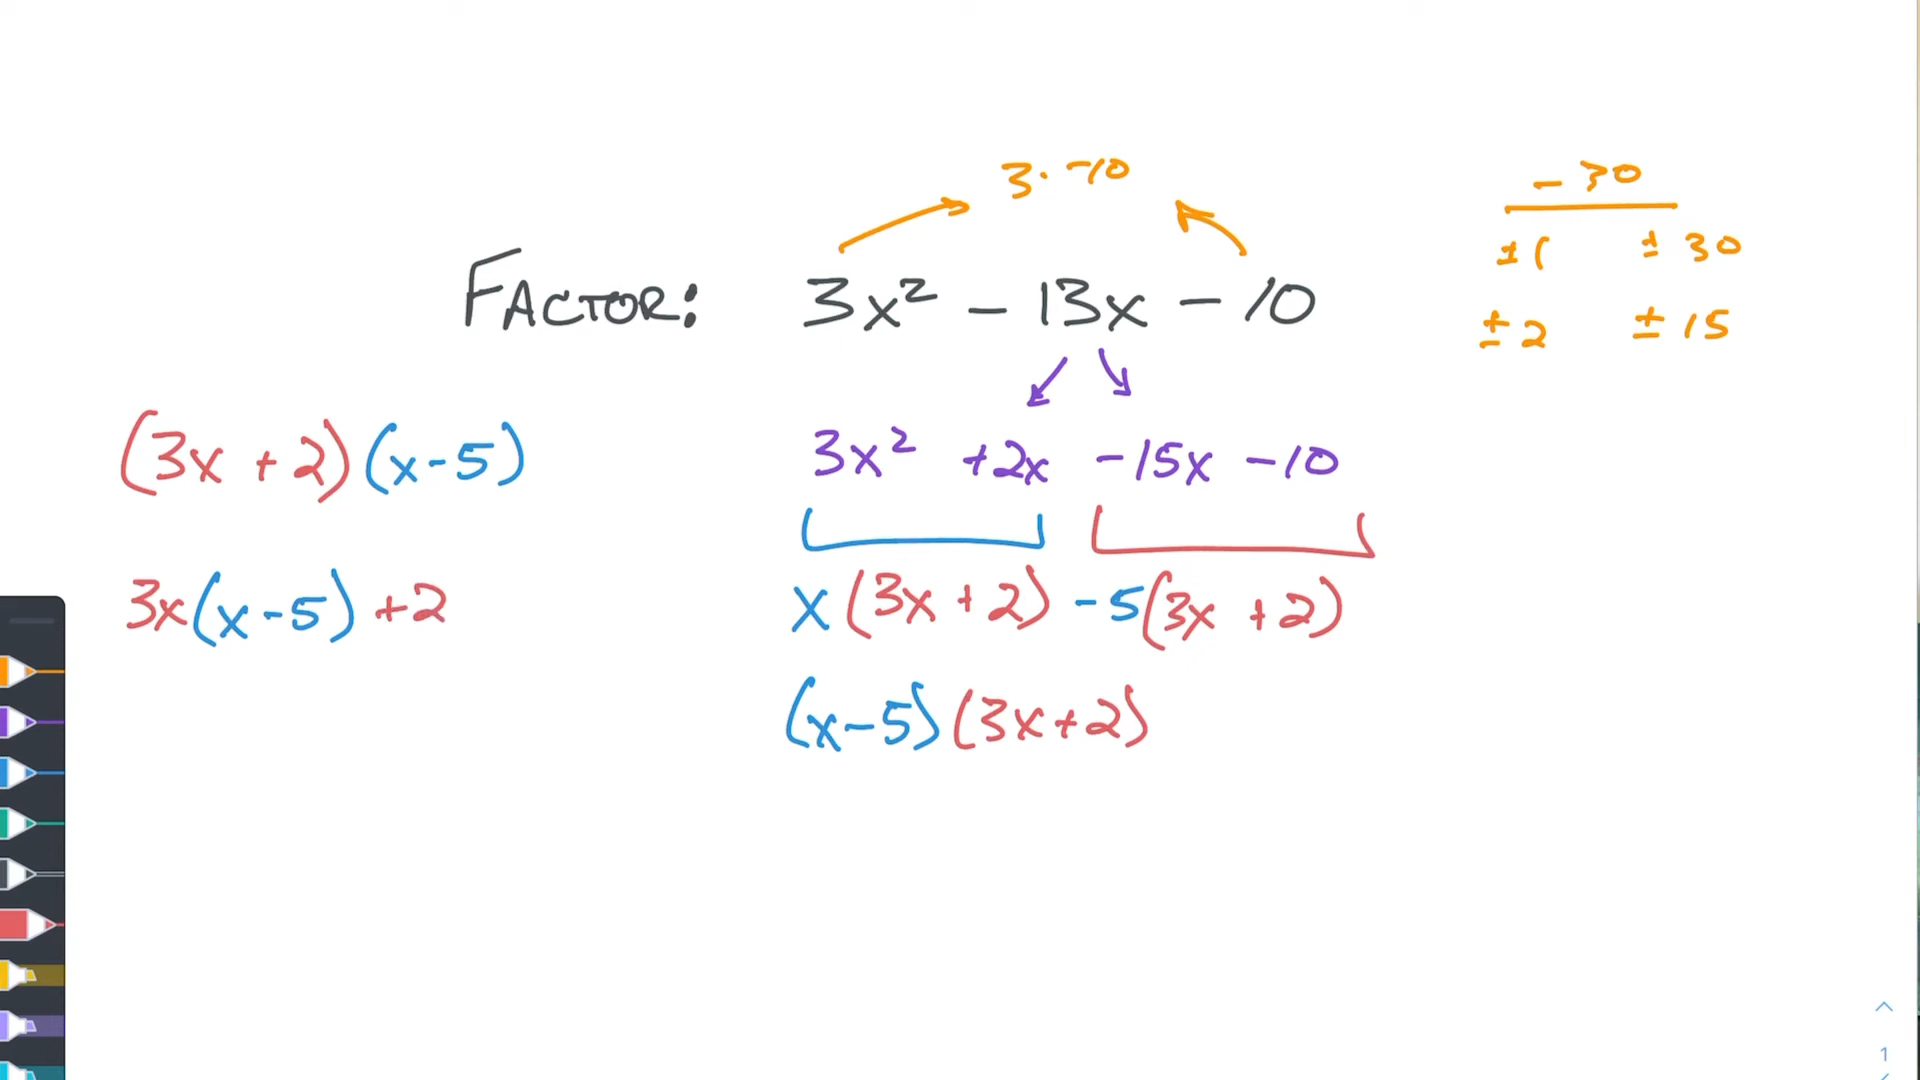 3·-10
FACTOR: 3x² - 13x - 10
3x² +2x -15x -10
x(3x+2) -5(3x+2)
(x-5)(3x+2)
(3x+2)(x-5)
3x(x-5)+2
-30
±1 ±30
±2 ±15
1